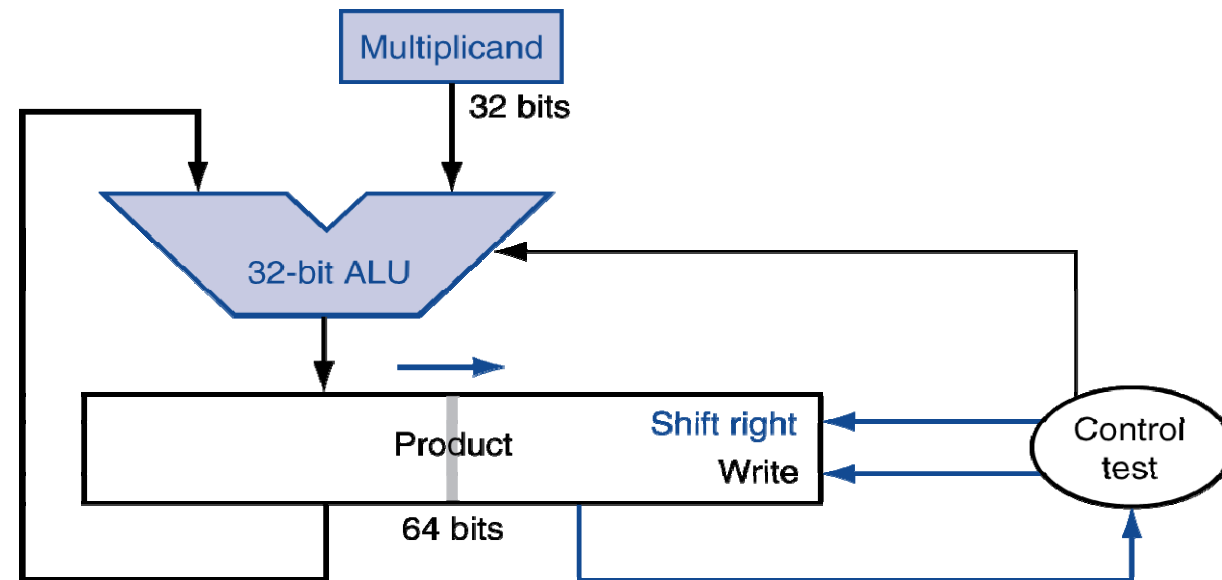 Multiplicand
32 bits
32-bit ALU
Product
Shift right
Write
64 bits
Control
test